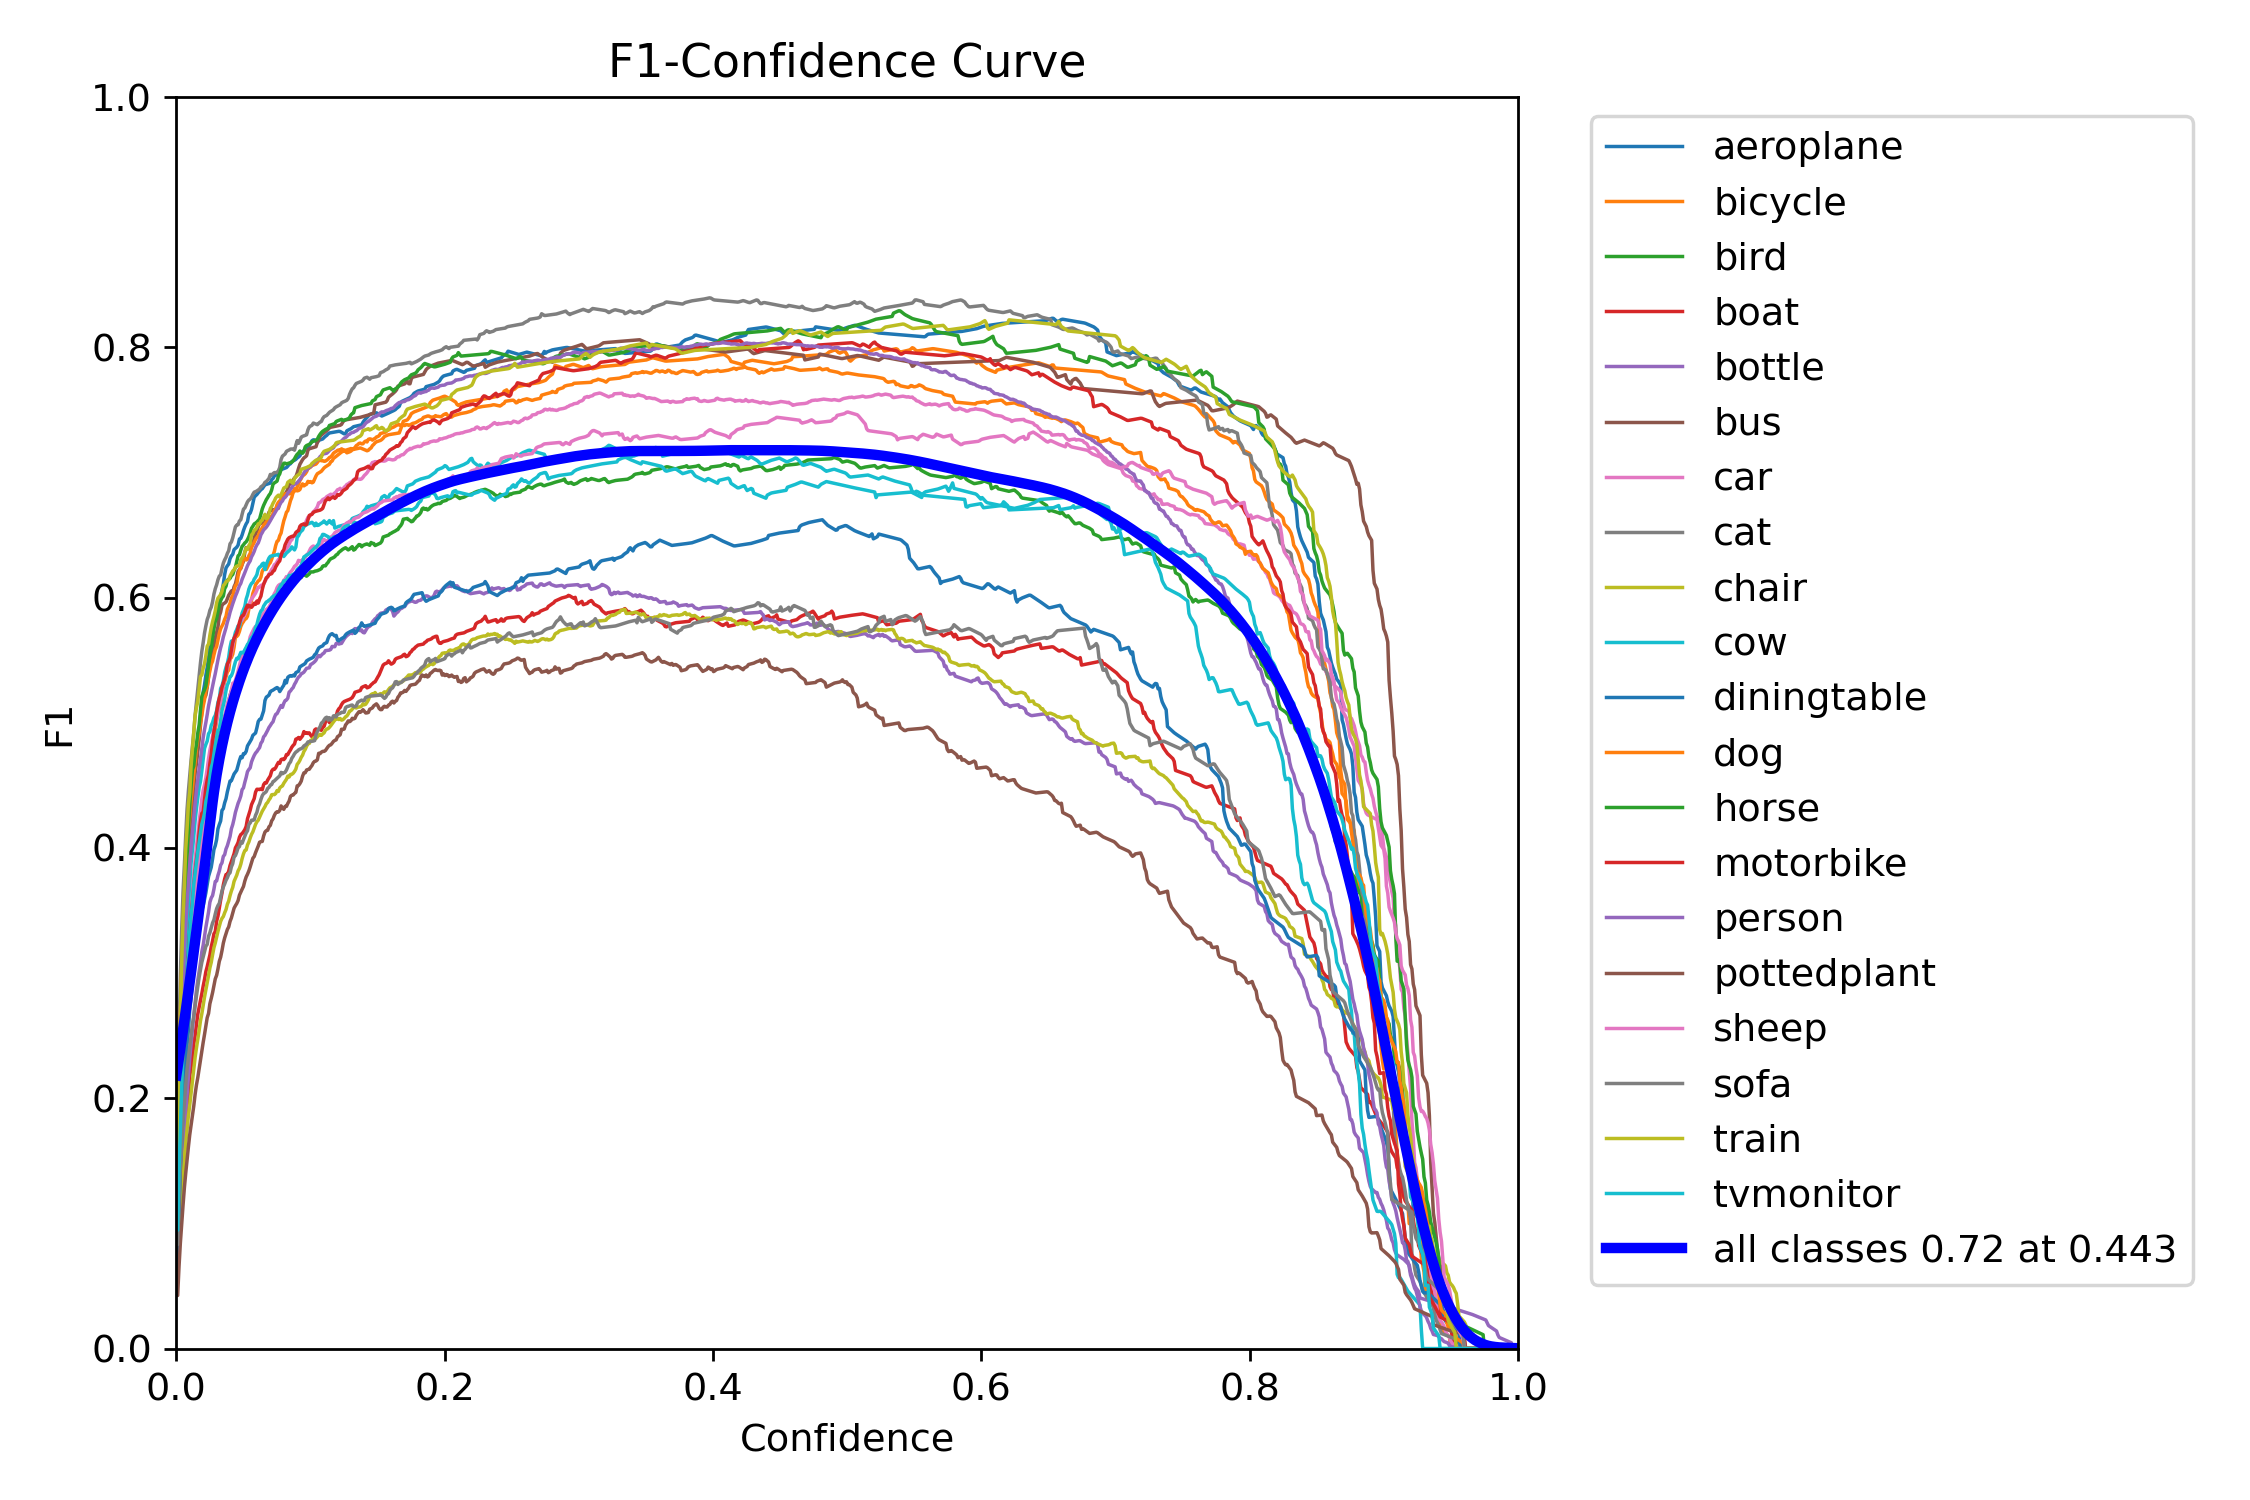 F1-Confidence Curve
1.0
0.8
0.6
0.4
0.2
0.0
F1
0.0 0.2 0.4 0.6 0.8 1.0
Confidence
aeroplane
bicycle
bird
boat
bottle
bus
car
cat
chair
cow
diningtable
dog
horse
motorbike
person
pottedplant
sheep
sofa
train
tvmonitor
all classes 0.72 at 0.443